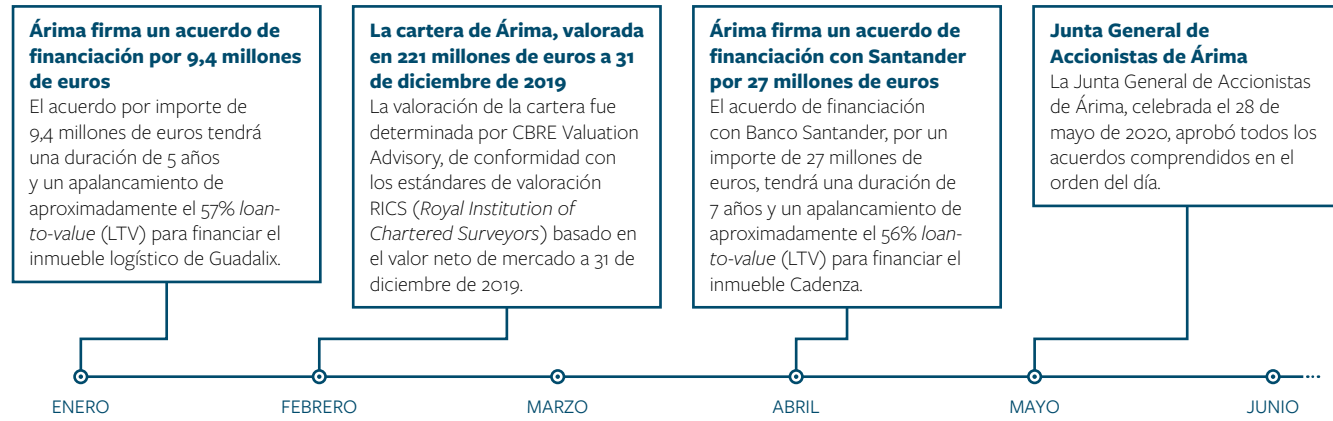 Árima firma un acuerdo de
financiación por 9,4 millones
de euros
El acuerdo por importe de
9,4 millones de euros tendrá
una duración de 5 años
y un apalancamiento de
aproximadamente el 57% loan-
to-value (LTV) para financiar el
inmueble logístico de Guadalix.
La cartera de Árima, valorada
en 221 millones de euros a 31
de diciembre de 2019
La valoración de la cartera fue
determinada por CBRE Valuation
Advisory, de conformidad con
los estándares de valoración
RICS (Royal Institution of
Chartered Surveyors) basado en
el valor neto de mercado a 31 de
diciembre de 2019.
Árima firma un acuerdo de
financiación con Santander
por 27 millones de euros
El acuerdo de financiación
con Banco Santander, por un
importe de 27 millones de
euros, tendrá una duración de
7 años y un apalancamiento de
aproximadamente el 56% loan-
to-value (LTV) para financiar el
inmueble Cadenza.
Junta General de
Accionistas de Árima
La Junta General de Accionistas
de Árima, celebrada el 28 de
mayo de 2020, aprobó todos los
acuerdos comprendidos en el
orden del día.
ENERO
FEBRERO
MARZO
ABRIL
MAYO
JUNIO